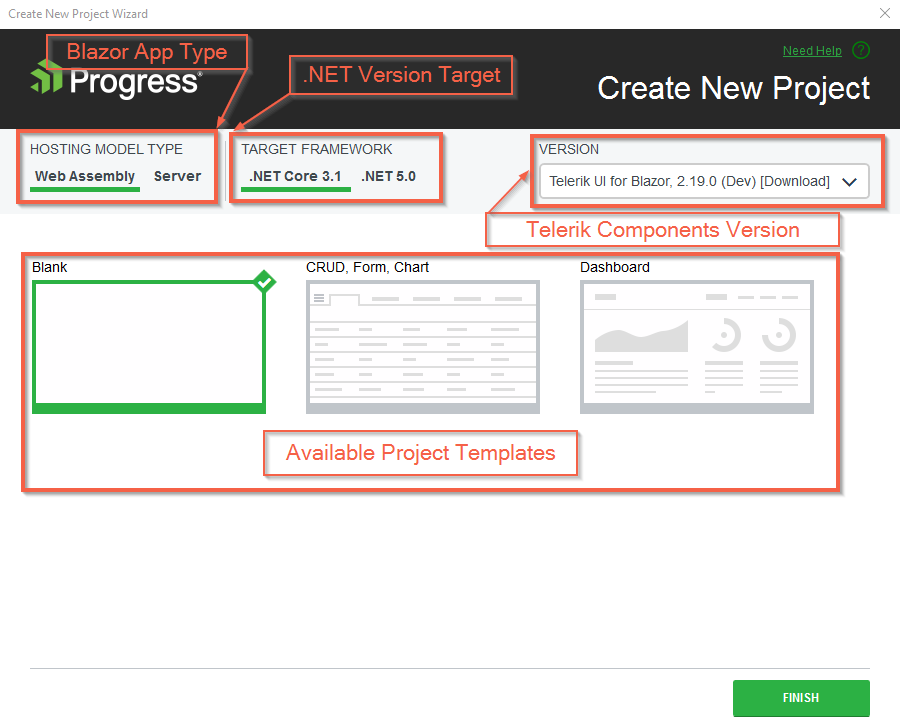 Create New Project Wizard
Blazor App Type
Need Help ?
Progress
.NET Version Target
Create New Project
HOSTING MODEL TYPE
Web Assembly Server
TARGET FRAMEWORK
.NET Core 3.1 .NET 5.0
VERSION
Telerik UI for Blazor, 2.19.0 (Dev) [Download]
Telerik Components Version
Blank
CRUD, Form, Chart
Dashboard
Available Project Templates
FINISH